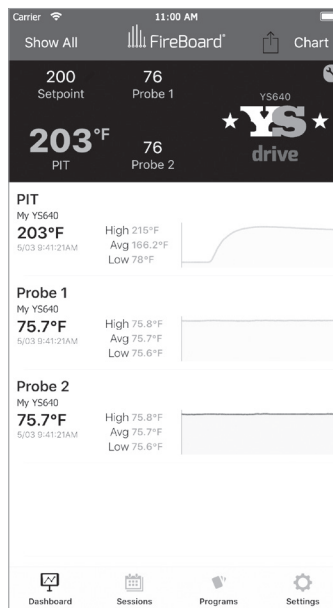 Carrier 11:00 AM
Show All FireBoard® Chart
200 76
Setpoint Probe 1
YS640
203°F YS
PIT
76 drive
Probe 2
PIT
My YS640
203°F
5/03 9:41:21AM
High 215°F
Avg 166.2°F
Low 78°F
Probe 1
My YS640
75.7°F
5/03 9:41:21AM
High 75.8°F
Avg 75.7°F
Low 75.6°F
Probe 2
My YS640
75.7°F
5/03 9:41:21AM
High 75.8°F
Avg 75.7°F
Low 75.6°F
Dashboard Sessions Programs Settings